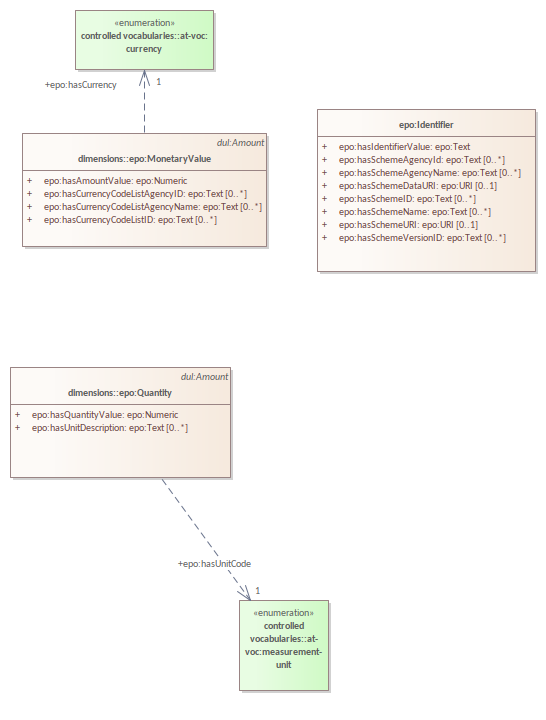 «enumeration»
controlled vocabularies::at-voc:
currency
+epo:hasCurrency
1
dul:Amount
dimensions::epo:MonetaryValue
+ epo:hasAmountValue: epo:Numeric
+ epo:hasCurrencyCodeListAgencyID: epo:Text [0..*]
+ epo:hasCurrencyCodeListAgencyName: epo:Text [0..*]
+ epo:hasCurrencyCodeListID: epo:Text [0..*]
epo:Identifier
+ epo:hasIdentifierValue: epo:Text
+ epo:hasSchemeAgencyId: epo:Text [0..*]
+ epo:hasSchemeAgencyName: epo:Text [0..*]
+ epo:hasSchemeDataURI: epo:URI [0..1]
+ epo:hasSchemeID: epo:Text [0..*]
+ epo:hasSchemeName: epo:Text [0..*]
+ epo:hasSchemeURI: epo:URI [0..1]
+ epo:hasSchemeVersionID: epo:Text [0..*]
dul:Amount
dimensions::epo:Quantity
+ epo:hasQuantityValue: epo:Numeric
+ epo:hasUnitDescription: epo:Text [0..*]
+epo:hasUnitCode
1
«enumeration»
controlled
vocabularies::at-
voc:measurement-
unit